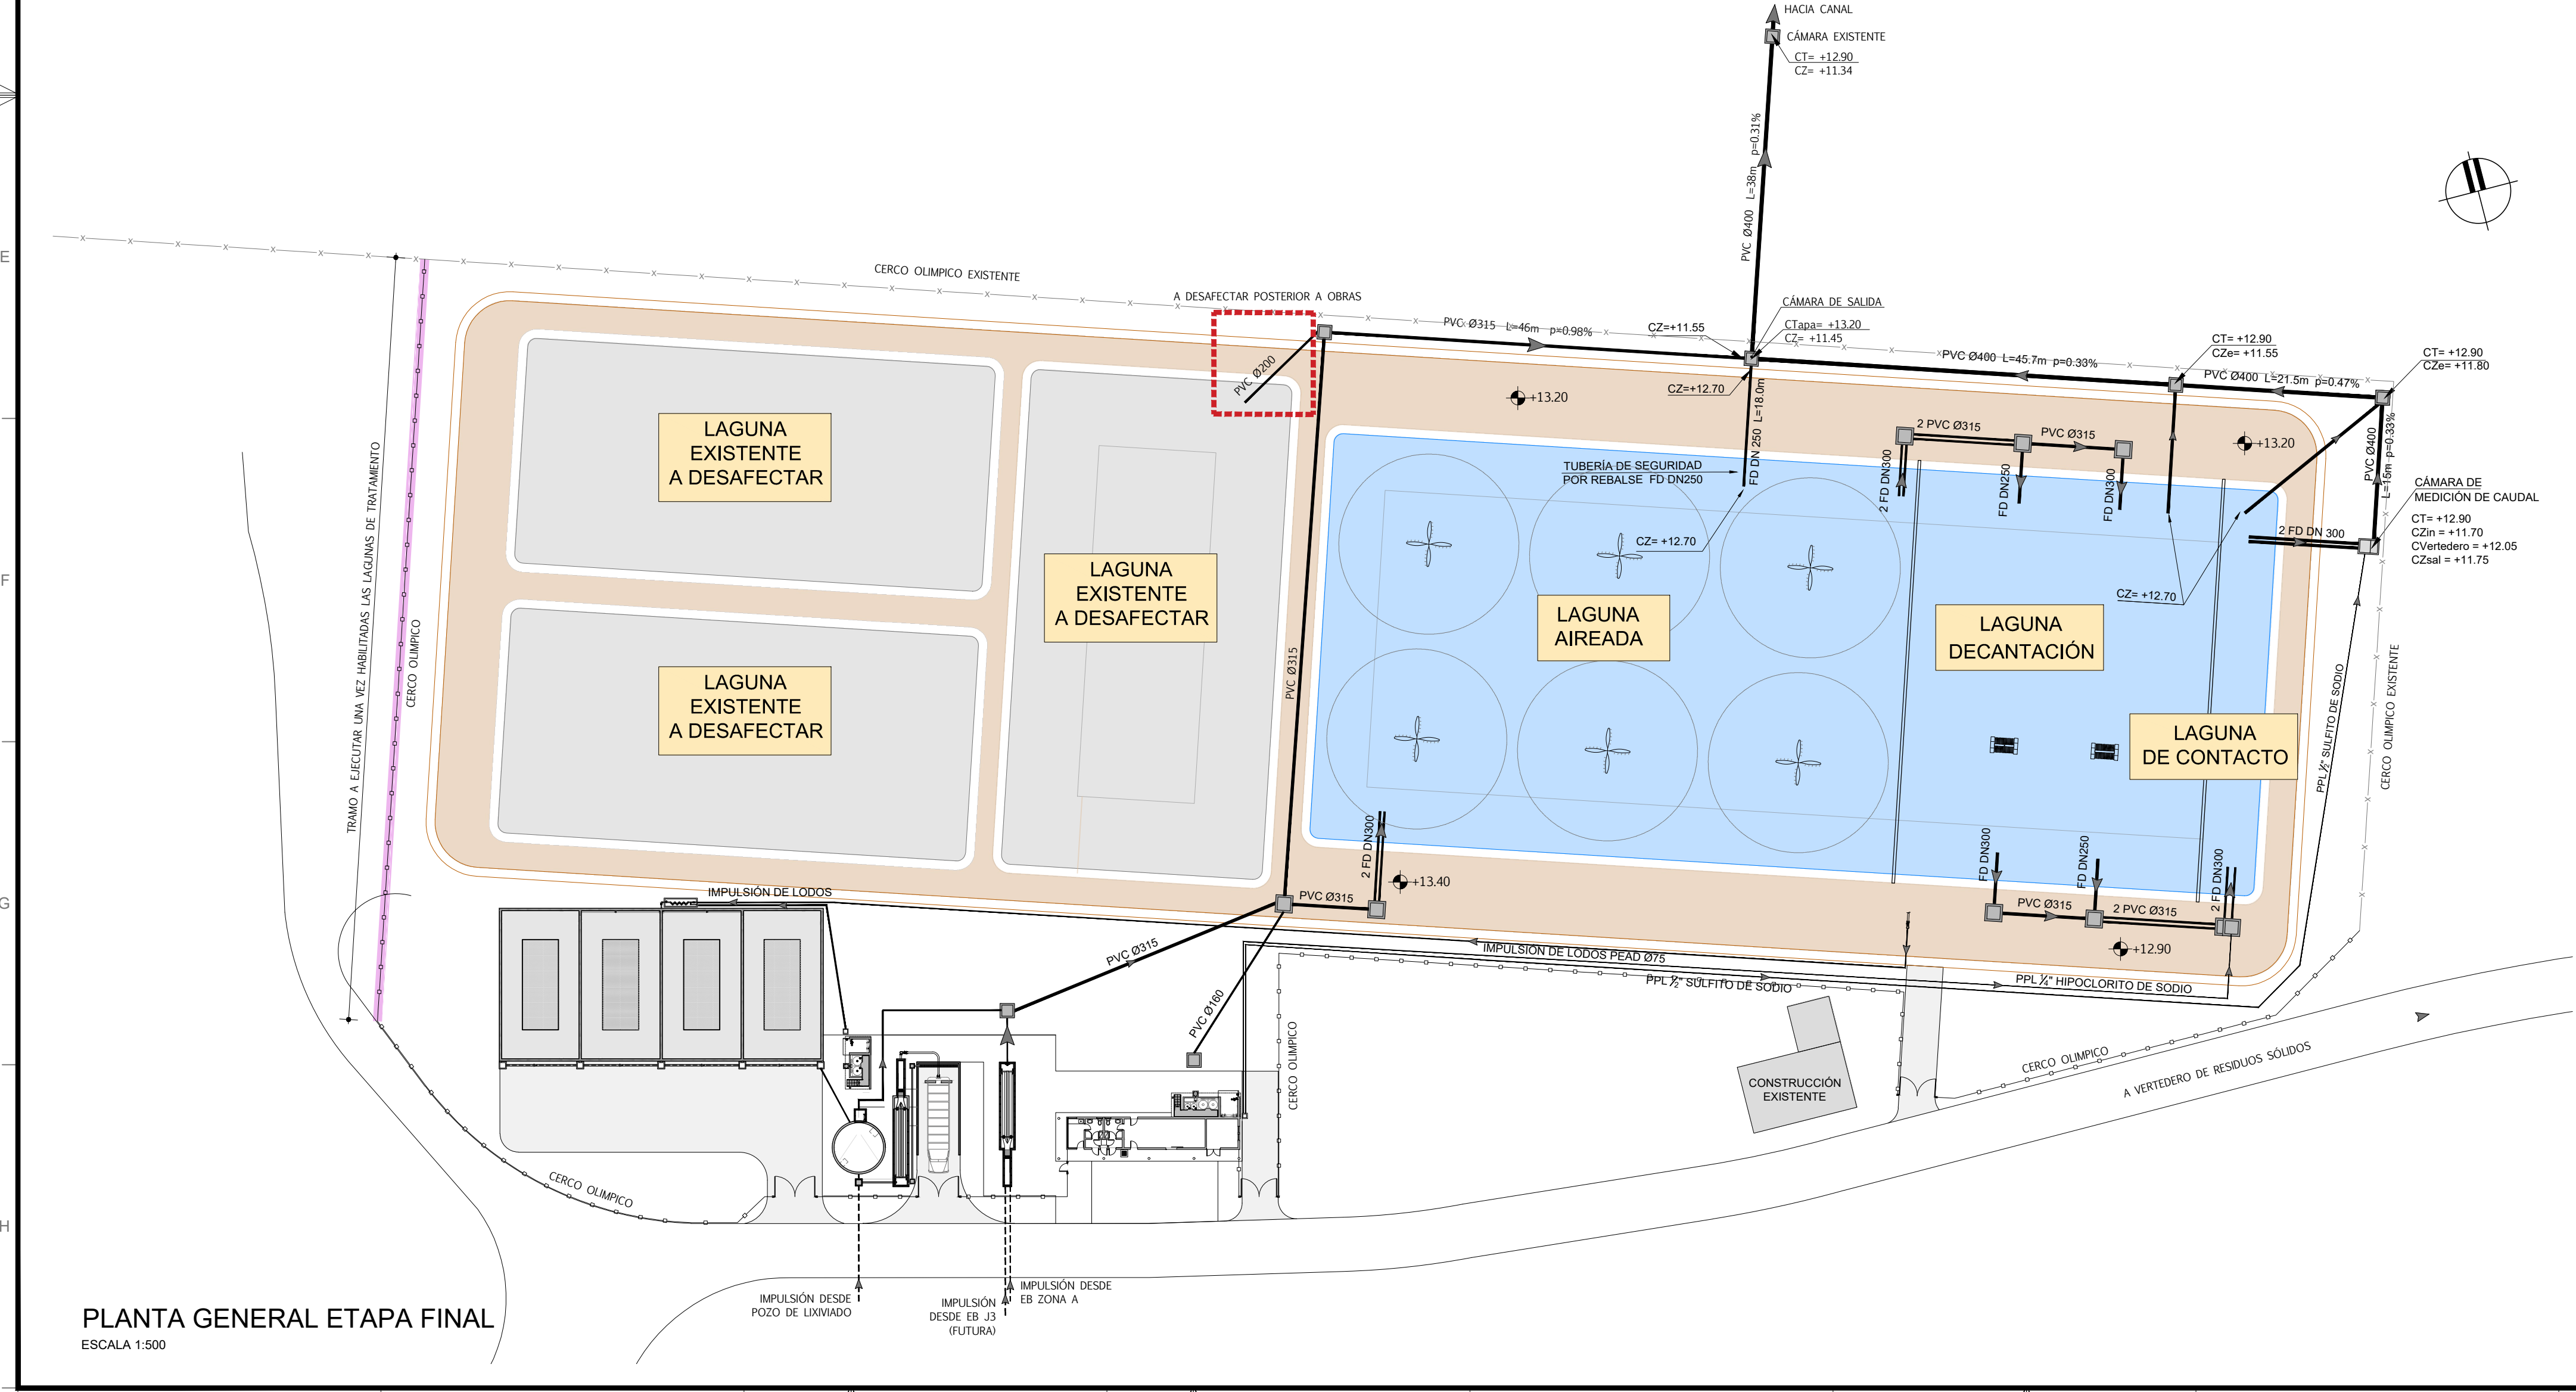 HACIA CANAL
CÁMARA EXISTENTE
CT= +12.90
CZ= +11.34
PVC Ø400 L=38m p=0.31%
E
CERCO OLIMPICO EXISTENTE
A DESAFECTAR POSTERIOR A OBRAS
PVC Ø200
PVC Ø315 L=46m p=0.98%
CZ=+11.55
CÁMARA DE SALIDA
CTapa= +13.20
CZ= +11.45
PVC Ø400 L=45.7m p=0.33%
CT= +12.90
CZe= +11.55
PVC Ø400 L=21.5m p=0.47%
CT= +12.90
CZe= +11.80
CZ=+12.70
FD DN 250 L=18.0m
+13.20
+13.20
2 PVC Ø315
PVC Ø315
2 FD DN300
FD DN250
FD DN300
PVC Ø400
L=15m p=0.33%
TUBERÍA DE SEGURIDAD
POR REBALSE FD DN250
CZ= +12.70
2 FD DN 300
CÁMARA DE
MEDICIÓN DE CAUDAL
CT= +12.90
CZin = +11.70
CVertedero = +12.05
CZsal = +11.75
CZ= +12.70
LAGUNA
EXISTENTE
A DESAFECTAR
F
LAGUNA
EXISTENTE
A DESAFECTAR
LAGUNA
AIREADA
LAGUNA
DECANTACIÓN
LAGUNA
EXISTENTE
A DESAFECTAR
LAGUNA
DE CONTACTO
TRAMO A EJECUTAR UNA VEZ HABILITADAS LAS LAGUNAS DE TRATAMIENTO
CERCO OLIMPICO
PVC Ø315
PPL ½" SULFITO DE SODIO
CERCO OLIMPICO EXISTENTE
2 FD DN300
+13.40
FD DN300
FD DN250
2 FD DN300
G
IMPULSIÓN DE LODOS
PVC Ø315
PVC Ø315
2 PVC Ø315
+12.90
PVC Ø315
IMPULSIÓN DE LODOS PEAD Ø75
PPL ½" SULFITO DE SODIO
PPL ¼" HIPOCLORITO DE SODIO
PVC Ø160
CERCO OLIMPICO
CONSTRUCCIÓN
EXISTENTE
CERCO OLIMPICO
A VERTEDERO DE RESIDUOS SÓLIDOS
CERCO OLIMPICO
H
IMPULSIÓN DESDE
POZO DE LIXIVIADO
IMPULSIÓN
DESDE EB J3
(FUTURA)
IMPULSIÓN DESDE
EB ZONA A
PLANTA GENERAL ETAPA FINAL
ESCALA 1:500